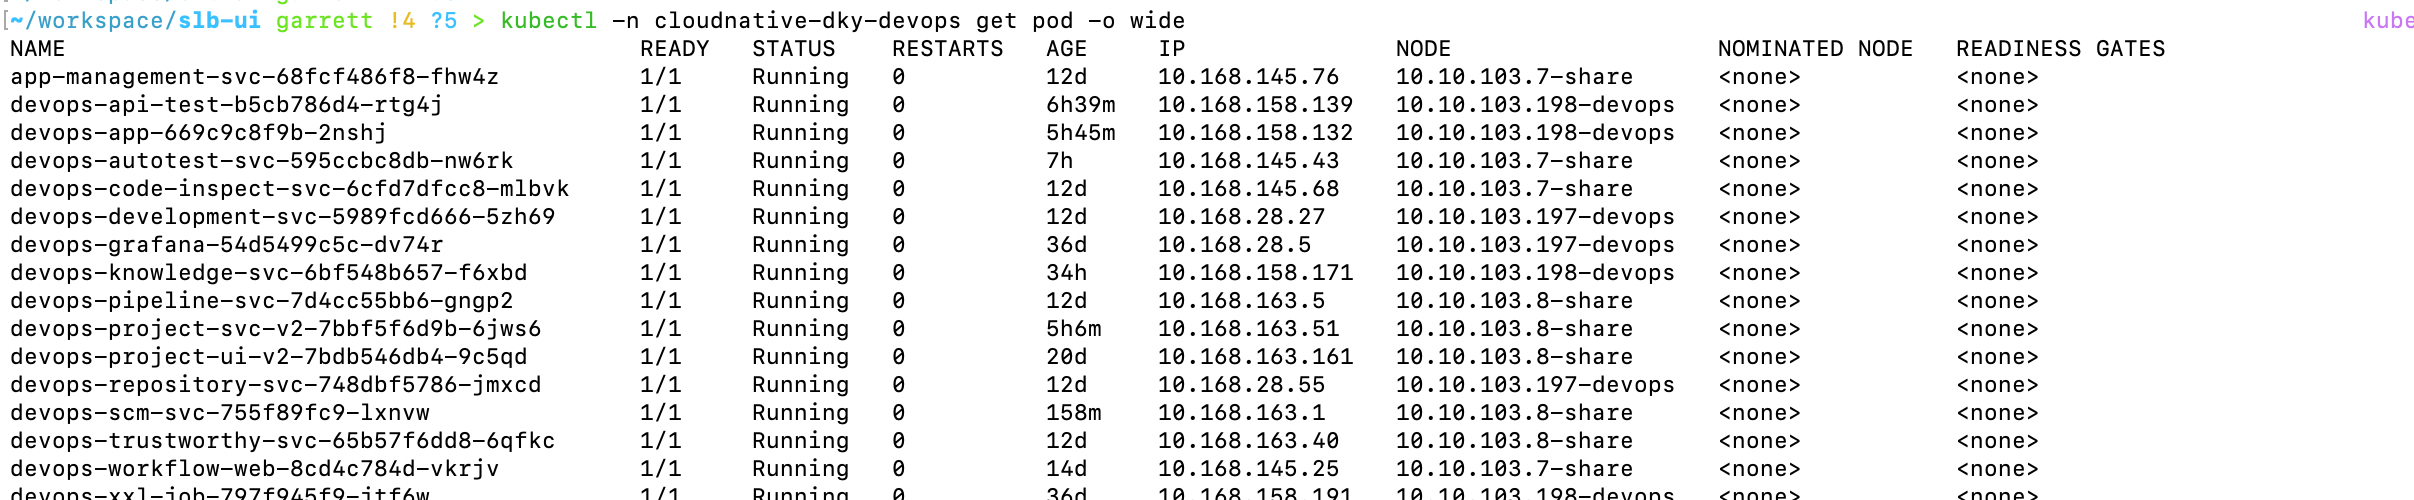 [~/workspace/slb-ui garrett !4 ?5 > kubectl -n cloudnative-dky-devops get pod -o wide kube
NAME READY STATUS RESTARTS AGE IP NODE NOMINATED NODE READINESS GATES
app-management-svc-68fcf486f8-fhw4z 1/1 Running 0 12d 10.168.145.76 10.10.103.7-share <none> <none>
devops-api-test-b5cb786d4-rtg4j 1/1 Running 0 6h39m 10.168.158.139 10.10.103.198-devops <none> <none>
devops-app-669c9c8f9b-2nshj 1/1 Running 0 5h45m 10.168.158.132 10.10.103.198-devops <none> <none>
devops-autotest-svc-595ccbc8db-nw6rk 1/1 Running 0 7h 10.168.145.43 10.10.103.7-share <none> <none>
devops-code-inspect-svc-6cfd7dfcc8-mlbvk 1/1 Running 0 12d 10.168.145.68 10.10.103.7-share <none> <none>
devops-development-svc-5989fcd666-5zh69 1/1 Running 0 12d 10.168.28.27 10.10.103.197-devops <none> <none>
devops-grafana-54d5499c5c-dv74r 1/1 Running 0 36d 10.168.28.5 10.10.103.197-devops <none> <none>
devops-knowledge-svc-6bf548b657-f6xbd 1/1 Running 0 34h 10.168.158.171 10.10.103.198-devops <none> <none>
devops-pipeline-svc-7d4cc55bb6-gngp2 1/1 Running 0 12d 10.168.163.5 10.10.103.8-share <none> <none>
devops-project-svc-v2-7bbf5f6d9b-6jws6 1/1 Running 0 5h6m 10.168.163.51 10.10.103.8-share <none> <none>
devops-project-ui-v2-7bdb546db4-9c5qd 1/1 Running 0 20d 10.168.163.161 10.10.103.8-share <none> <none>
devops-repository-svc-748dbf5786-jmxcd 1/1 Running 0 12d 10.168.28.55 10.10.103.197-devops <none> <none>
devops-scm-svc-755f89fc9-lxnvw 1/1 Running 0 158m 10.168.163.1 10.10.103.8-share <none> <none>
devops-trustworthy-svc-65b57f6dd8-6qfkc 1/1 Running 0 12d 10.168.163.40 10.10.103.8-share <none> <none>
devops-workflow-web-8cd4c784d-vkrjv 1/1 Running 0 14d 10.168.145.25 10.10.103.7-share <none> <none>
devops-xxl-job-797f945f9-jtf6w 1/1 Running 0 36d 10.168.158.191 10.10.103.198-devops <none> <none>